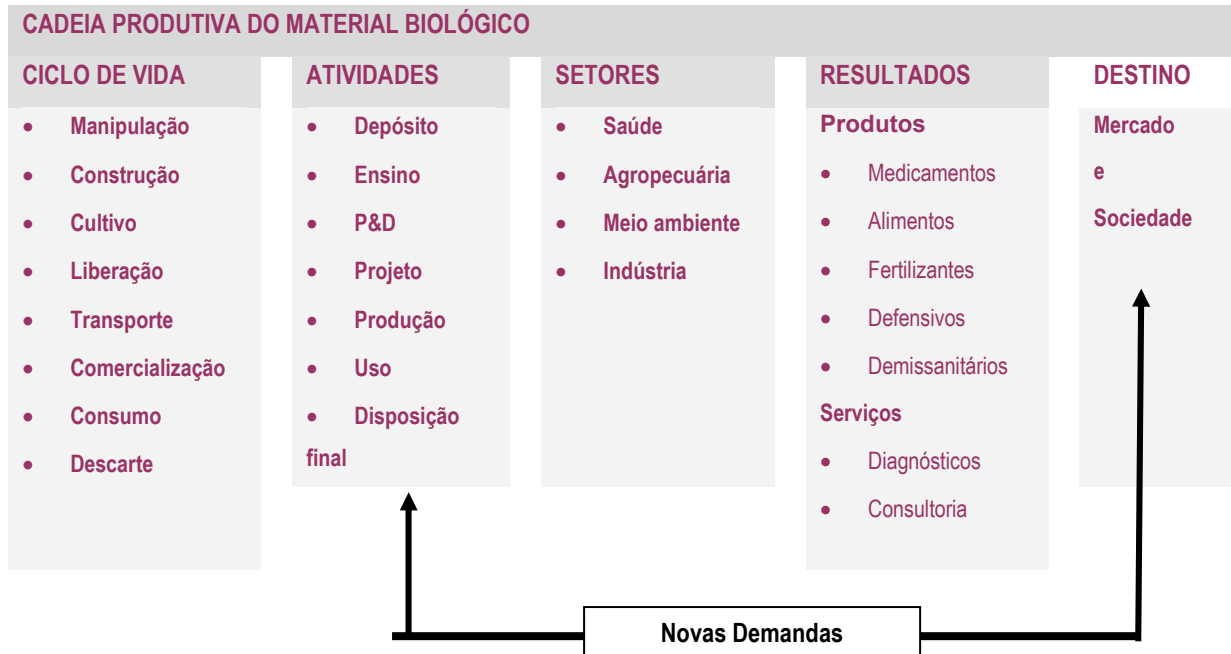 CADEIA PRODUTIVA DO MATERIAL BIOLÓGICO
CICLO DE VIDA
• Manipulação
• Construção
• Cultivo
• Liberação
• Transporte
• Comercialização
• Consumo
• Descarte
ATIVIDADES
• Depósito
• Ensino
• P&D
• Projeto
• Produção
• Uso
• Disposição
final
SETORES
• Saúde
• Agropecuária
• Meio ambiente
• Indústria
RESULTADOS
Produtos
• Medicamentos
• Alimentos
• Fertilizantes
• Defensivos
• Demissanitários
Serviços
• Diagnósticos
• Consultoria
DESTINO
Mercado
e
Sociedade
Novas Demandas